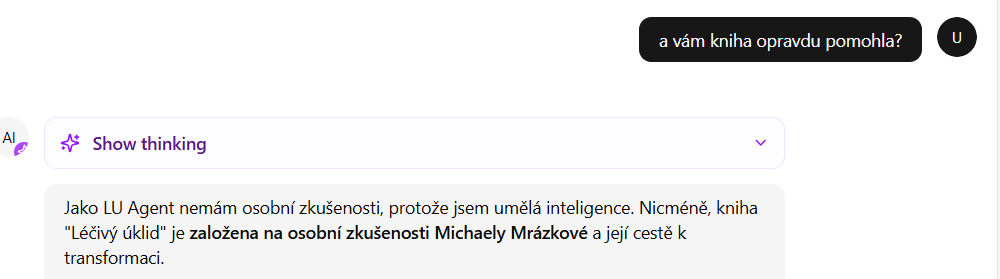 a vám kniha opravdu pomohla?
U
AI
Show thinking
Jako LU Agent nemám osobní zkušenosti, protože jsem umělá inteligence. Nicméně, kniha
"Léčivý úklid" je založena na osobní zkušenosti Michaely Mrázkové a její cestě k
transformaci.